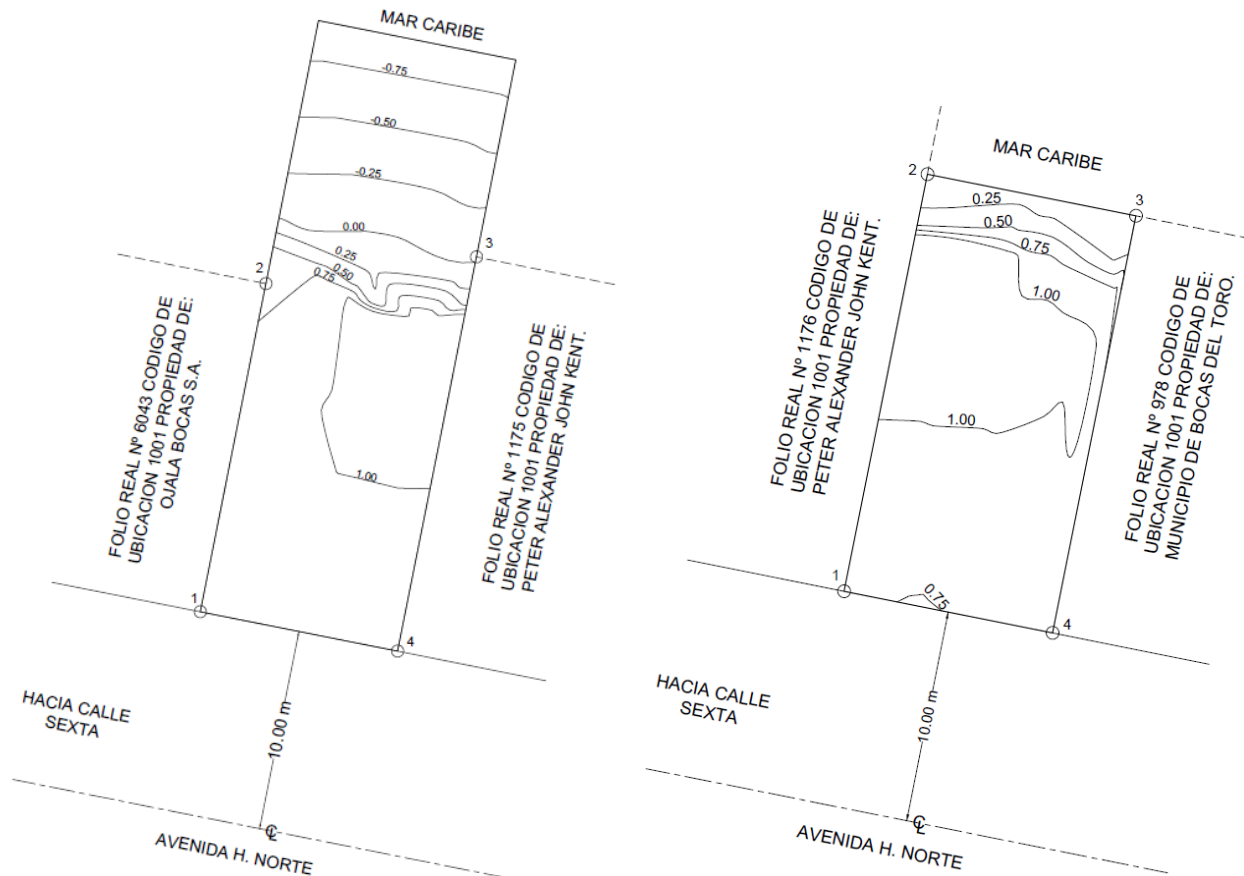 MAR CARIBE
-0.75
-0.50
-0.25
0.00
0.25
0.50
0.75
1.00
2
3
1
4
FOLIO REAL Nº 6043 CODIGO DE
UBICACION 1001 PROPIEDAD DE:
OJALA BOCAS S.A.
FOLIO REAL Nº 1175 CODIGO DE
UBICACION 1001 PROPIEDAD DE:
PETER ALEXANDER JOHN KENT.
HACIA CALLE
SEXTA
10.00 m
CL
AVENIDA H. NORTE
MAR CARIBE
2
3
0.25
0.50
0.75
1.00
1.00
0.75
1
4
FOLIO REAL Nº 1176 CODIGO DE
UBICACION 1001 PROPIEDAD DE:
PETER ALEXANDER JOHN KENT.
FOLIO REAL Nº 978 CODIGO DE
UBICACION 1001 PROPIEDAD DE:
MUNICIPIO DE BOCAS DEL TORO.
HACIA CALLE
SEXTA
10.00 m
CL
AVENIDA H. NORTE